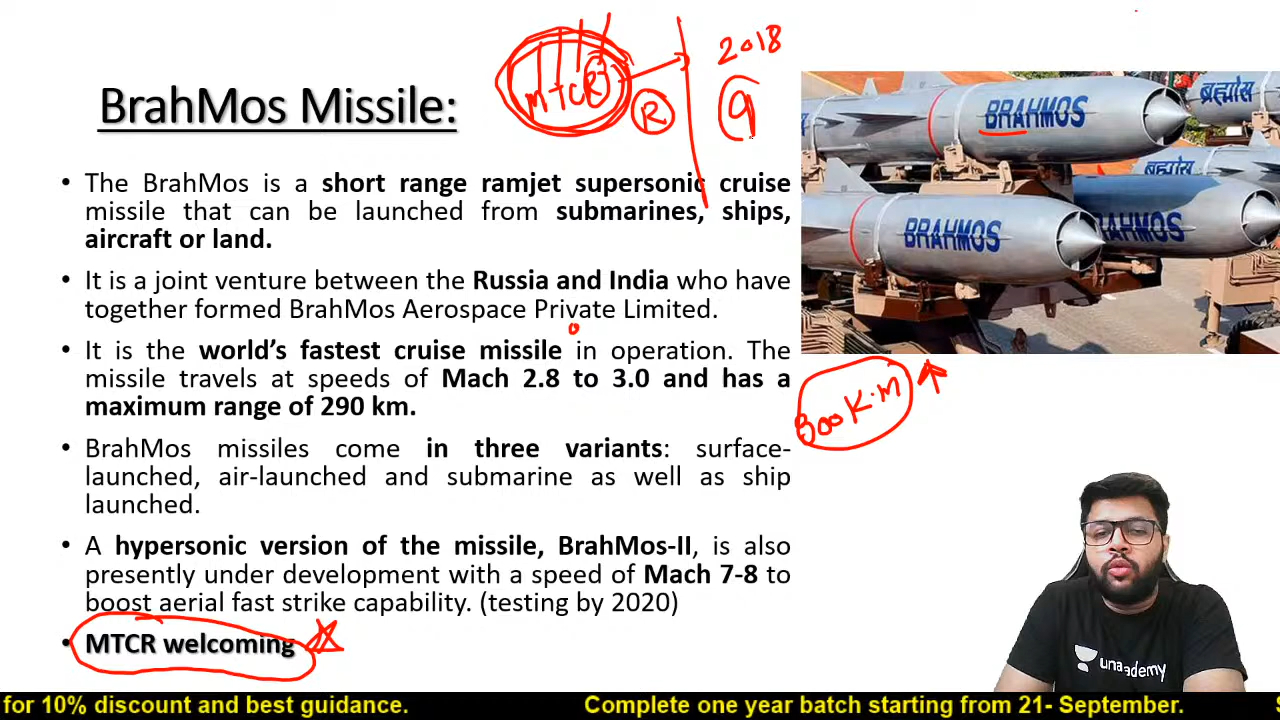 BrahMos Missile:
MTCR
R
2018
9
• The BrahMos is a short range ramjet supersonic cruise
missile that can be launched from submarines, ships,
aircraft or land.
• It is a joint venture between the Russia and India who have
together formed BrahMos Aerospace Private Limited.
• It is the world's fastest cruise missile in operation. The
missile travels at speeds of Mach 2.8 to 3.0 and has a
maximum range of 290 km.
• BrahMos missiles come in three variants: surface-
launched, air-launched and submarine as well as ship
launched.
• A hypersonic version of the missile, BrahMos-II, is also
presently under development with a speed of Mach 7-8 to
boost aerial fast strike capability. (testing by 2020)
• MTCR welcoming
BRAHMOS
ब्रह्मोस
ब्रह्मोस
BRAHMOS
BRAHMOS
300 K.M
unacademy
for 10% discount and best guidance.
Complete one year batch starting from 21- September.